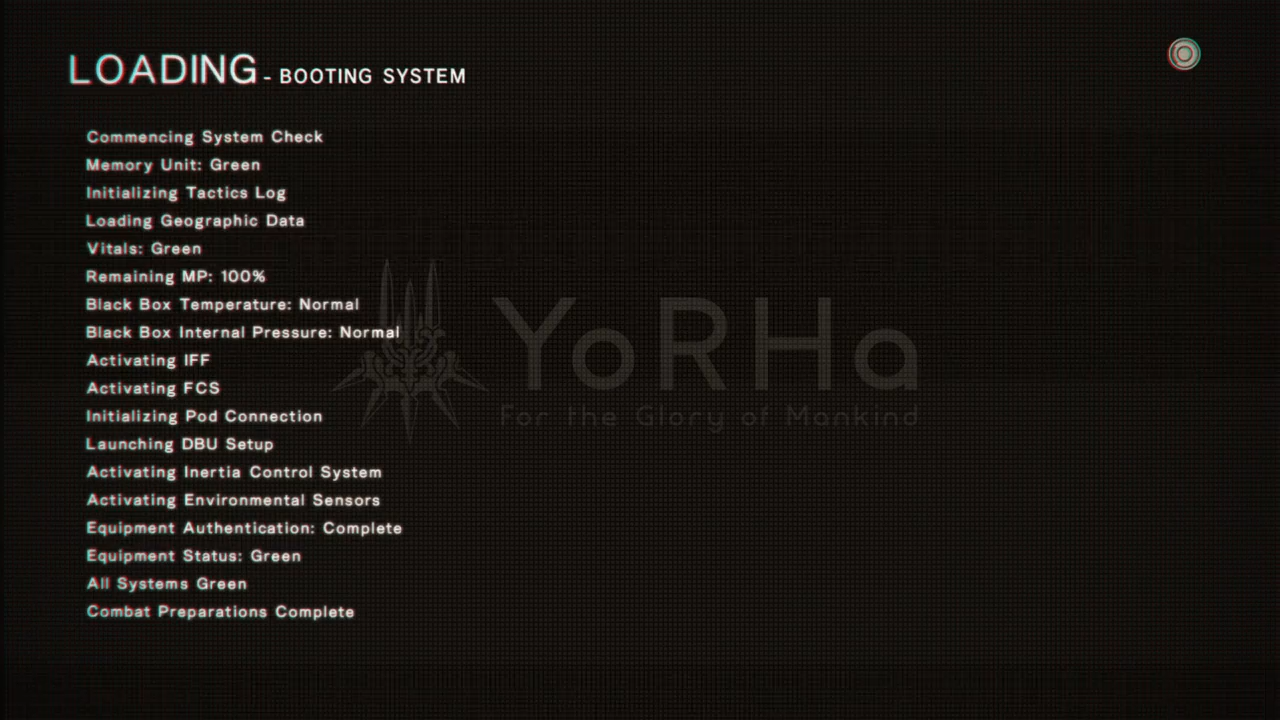 LOADING - BOOTING SYSTEM
Commencing System Check
Memory Unit: Green
Initializing Tactics Log
Loading Geographic Data
Vitals: Green
Remaining MP: 100%
Black Box Temperature: Normal
Black Box Internal Pressure: Normal
Activating IFF
Activating FCS
Initializing Pod Connection
Launching DBU Setup
Activating Inertia Control System
Activating Environmental Sensors
Equipment Authentication: Complete
Equipment Status: Green
All Systems Green
Combat Preparations Complete
YoRHa
For the Glory of Mankind